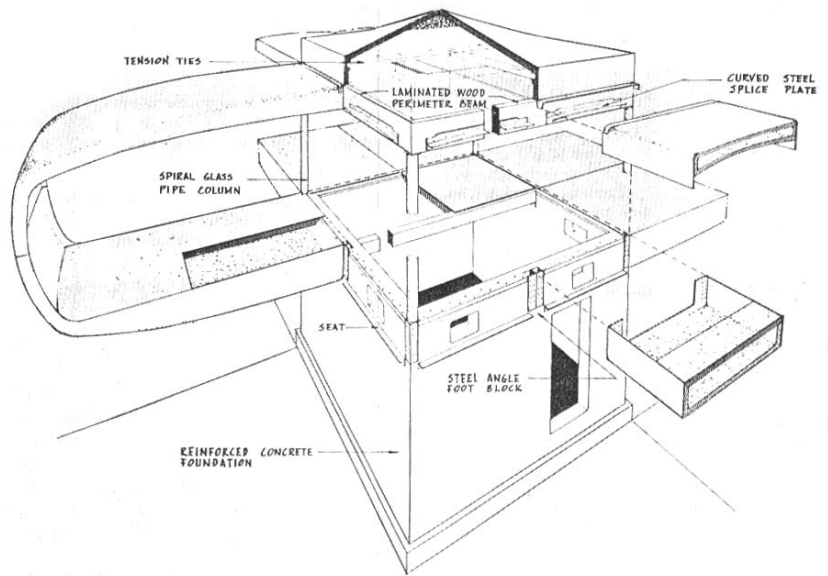 TENSION TIES
LAMINATED WOOD
PERIMETER BEAM
CURVED STEEL
SPLICE PLATE
SPIRAL GLASS
PIPE COLUMN
SEAT
STEEL ANGLE
FOOT BLOCK
REINFORCED CONCRETE
FOUNDATION